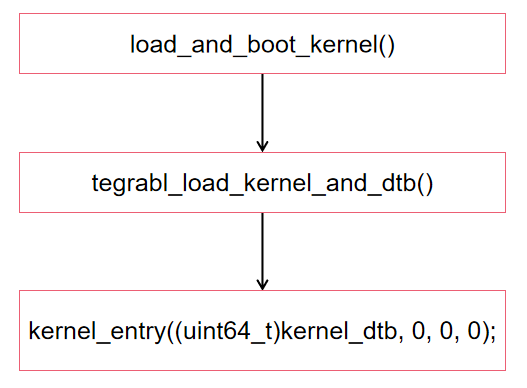 load_and_boot_kernel()
tegrabl_load_kernel_and_dtb()
kernel_entry((uint64_t)kernel_dtb, 0, 0, 0);